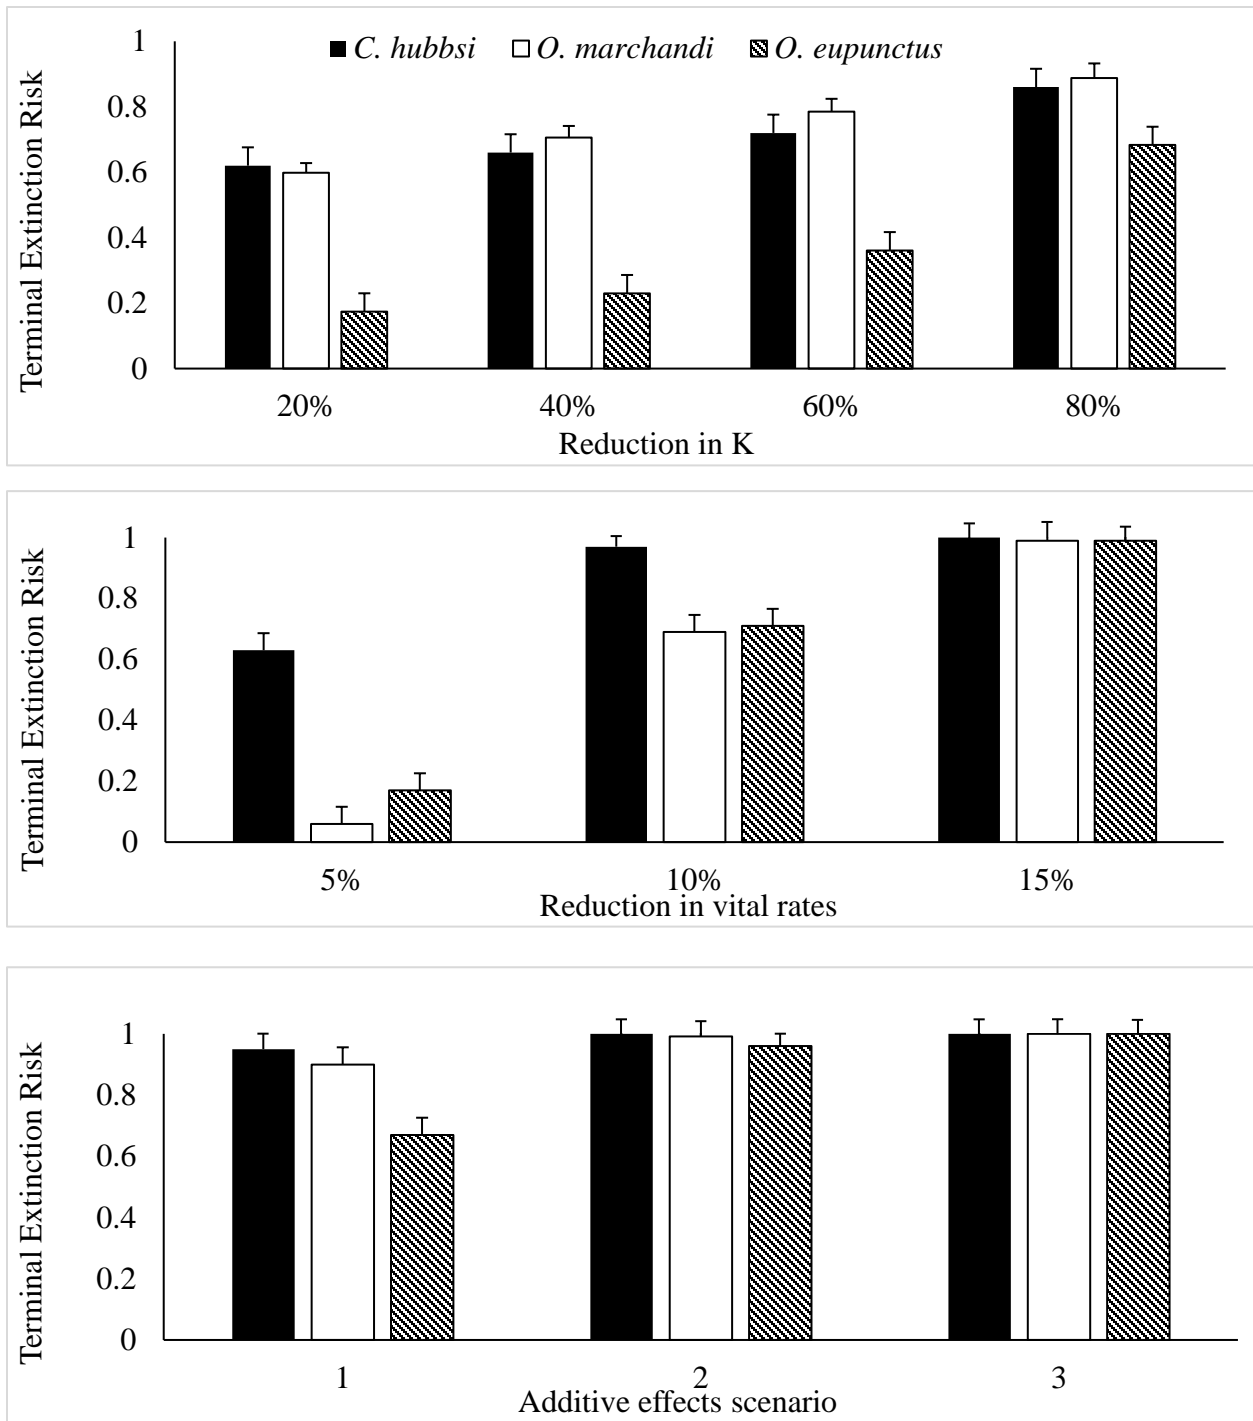 Terminal Extinction Risk
C. hubbsi O. marchandi O. eupunctus
1
0.8
0.6
0.4
0.2
0
20% 40% 60% 80%
Reduction in K
Terminal Extinction Risk
1
0.8
0.6
0.4
0.2
0
5% 10% 15%
Reduction in vital rates
Terminal Extinction Risk
1
0.8
0.6
0.4
0.2
0
1 2 3
Additive effects scenario